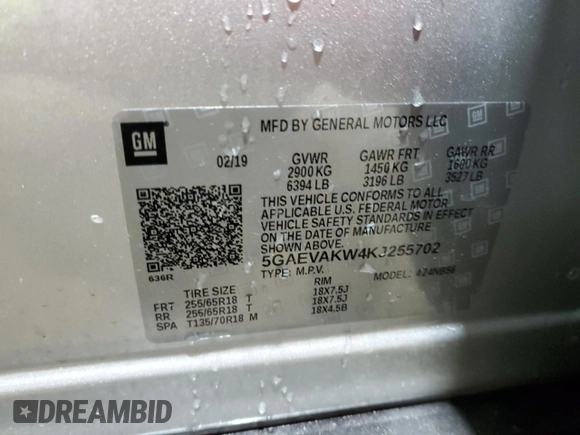 GM
MFD BY GENERAL MOTORS LLC
02/19 GVWR GAWR FRT GAWR RR
2900 KG 1450 KG 1600 KG
6394 LB 3196 LB 3527 LB
THIS VEHICLE CONFORMS TO ALL
APPLICABLE U.S. FEDERAL MOTOR
VEHICLE SAFETY STANDARDS IN EFFECT
ON THE DATE OF MANUFACTURE
SHOWN ABOVE.
5GAEVAKW4KJ255702
636R TYPE: M.P.V. MODEL: 4Z4NB56
TIRE SIZE RIM
FRT 255/65R18 T 18X7.5J
RR 255/65R18 T 18X7.5J
SPA T135/70R18 M 18X4.5B
DREAMBID